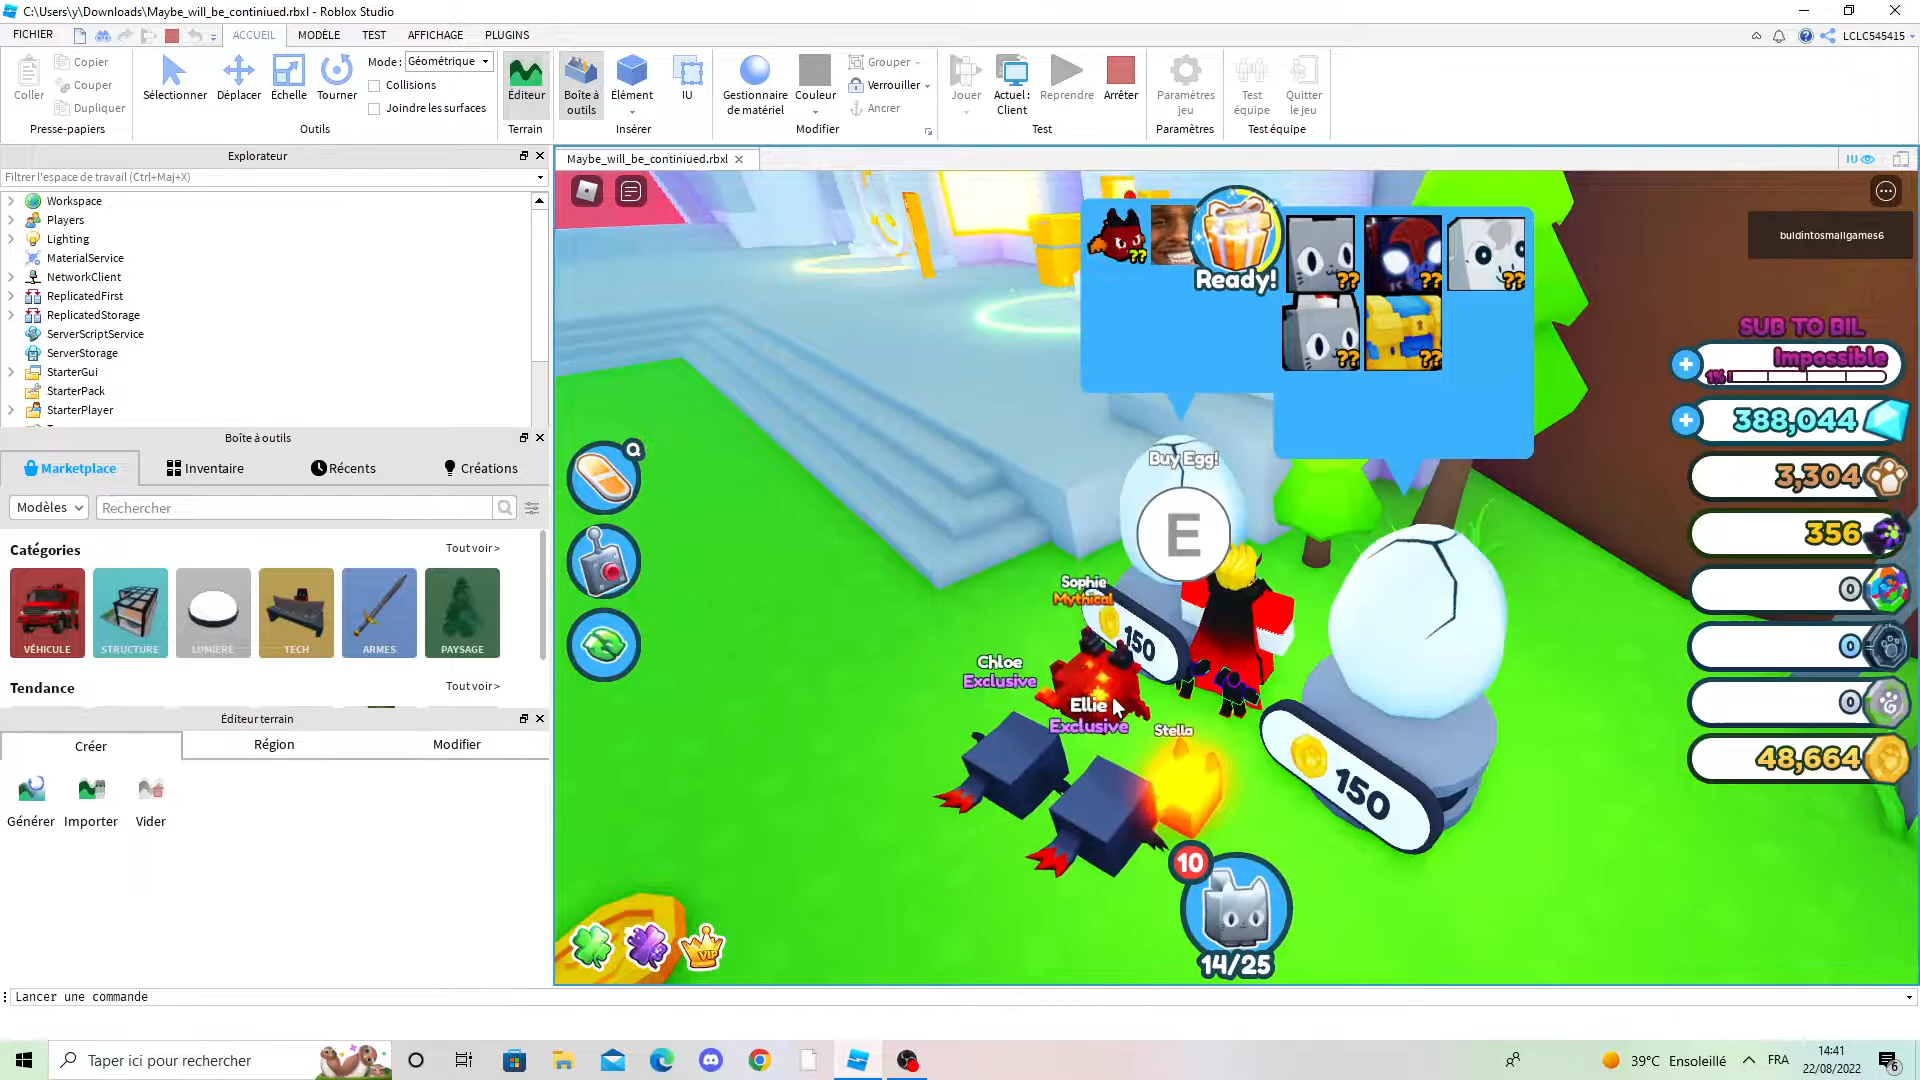 C:\Users\y\Downloads\Maybe_will_be_continiued.rbxl - Roblox Studio
FICHIER
ACCUEIL
MODÈLE
TEST
AFFICHAGE
PLUGINS
LCLC545415
Coller
Copier
Couper
Dupliquer
Presse-papiers
Sélectionner
Déplacer
Échelle
Tourner
Mode : Géométrique
Collisions
Joindre les surfaces
Outils
Éditeur
Terrain
Boîte à outils
Élément
IU
Insérer
Gestionnaire de matériel
Couleur
Grouper
Verrouiller
Ancrer
Modifier
Jouer
Actuel : Client
Reprendre
Arrêter
Test
Paramètres jeu
Paramètres
Test équipe
Quitter le jeu
Test équipe
Explorateur
Filtrer l'espace de travail (Ctrl+Maj+X)
Workspace
Players
Lighting
MaterialService
NetworkClient
ReplicatedFirst
ReplicatedStorage
ServerScriptService
ServerStorage
StarterGui
StarterPack
StarterPlayer
Boîte à outils
Marketplace
Inventaire
Récents
Créations
Modèles
Rechercher
Catégories
Tout voir >
VÉHICULE
STRUCTURE
LUMIÈRE
TECH
ARMES
PAYSAGE
Tendance
Tout voir >
Éditeur terrain
Créer
Région
Modifier
Générer
Importer
Vider
Maybe_will_be_continiued.rbxl
IU
buldintosmallgames6
??
Ready!
??
??
??
??
??
SUB TO BIL
Impossible
1%
388,044
3,304
356
0
0
0
48,664
Q
Buy Egg!
E
Sophie
Mythical
150
Chloe
Exclusive
Ellie
Exclusive
Stella
150
10
14/25
VIP
Lancer une commande
Taper ici pour rechercher
39°C Ensoleillé
FRA
14:41
22/08/2022
6